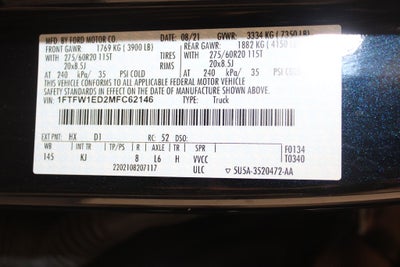 MFD. BY FORD MOTOR CO. 08/21 GVWR: 3334 KG ( 7350 LB)
FRONT GAWR: 1769 KG ( 3900 LB) REAR GAWR: 1882 KG ( 4150 LB)
WITH TIRES WITH
275/60R20 115T 275/60R20 115T
20x8.5J RIMS 20x8.5J
AT 240 kPa/ 35 PSI COLD AT 240 kPa/ 35 PSI COLD
THIS VEHICLE CONFORMS TO ALL APPLICABLE FEDERAL MOTOR
VEHICLE SAFETY STANDARDS IN EFFECT ON THE DATE OF MANUFACTURE SHOWN ABOVE.
VIN: 1FTFW1ED2MFC62146 TYPE: Truck
EXT PNT: HX D1 RC: 52 DSO:
WB INT TR TP/PS R AXLE TR SPR F0134
145 KJ 8 L6 H VVCC T0340
2202108207117 ULC 5U5A-3520472-AA